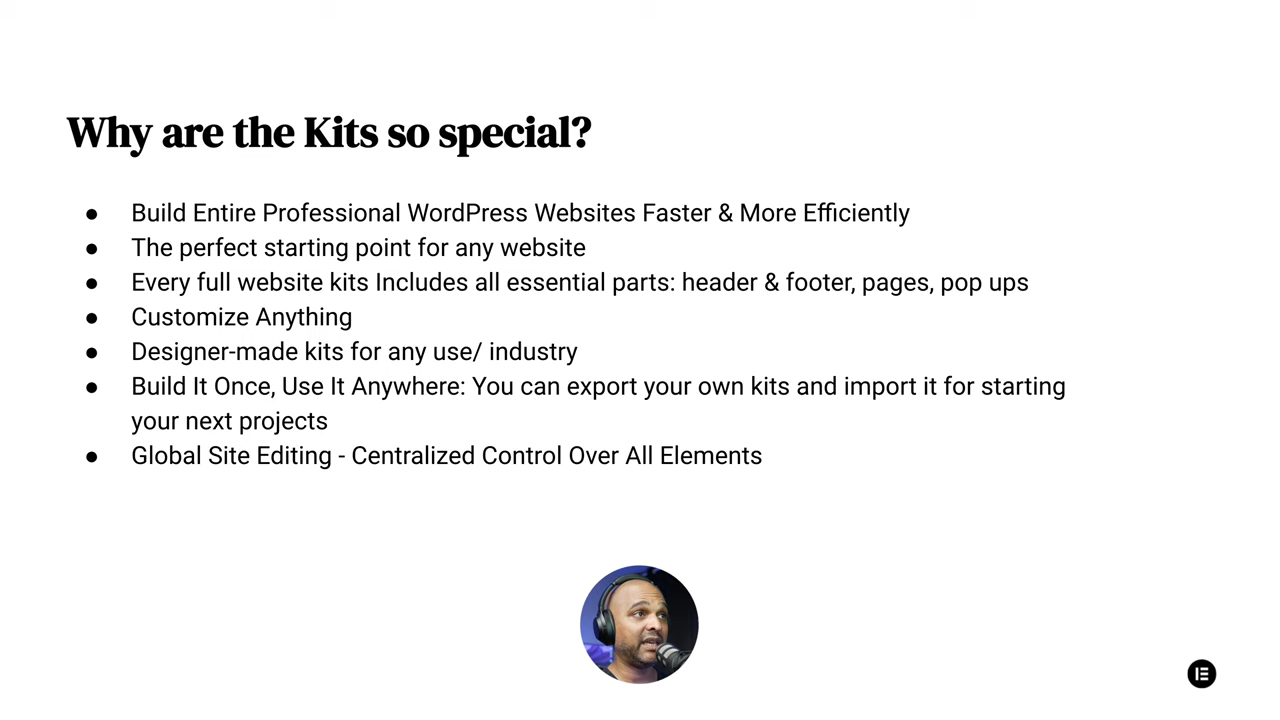 Why are the Kits so special?
● Build Entire Professional WordPress Websites Faster & More Efficiently
● The perfect starting point for any website
● Every full website kits Includes all essential parts: header & footer, pages, pop ups
● Customize Anything
● Designer-made kits for any use/ industry
● Build It Once, Use It Anywhere: You can export your own kits and import it for starting
your next projects
● Global Site Editing - Centralized Control Over All Elements